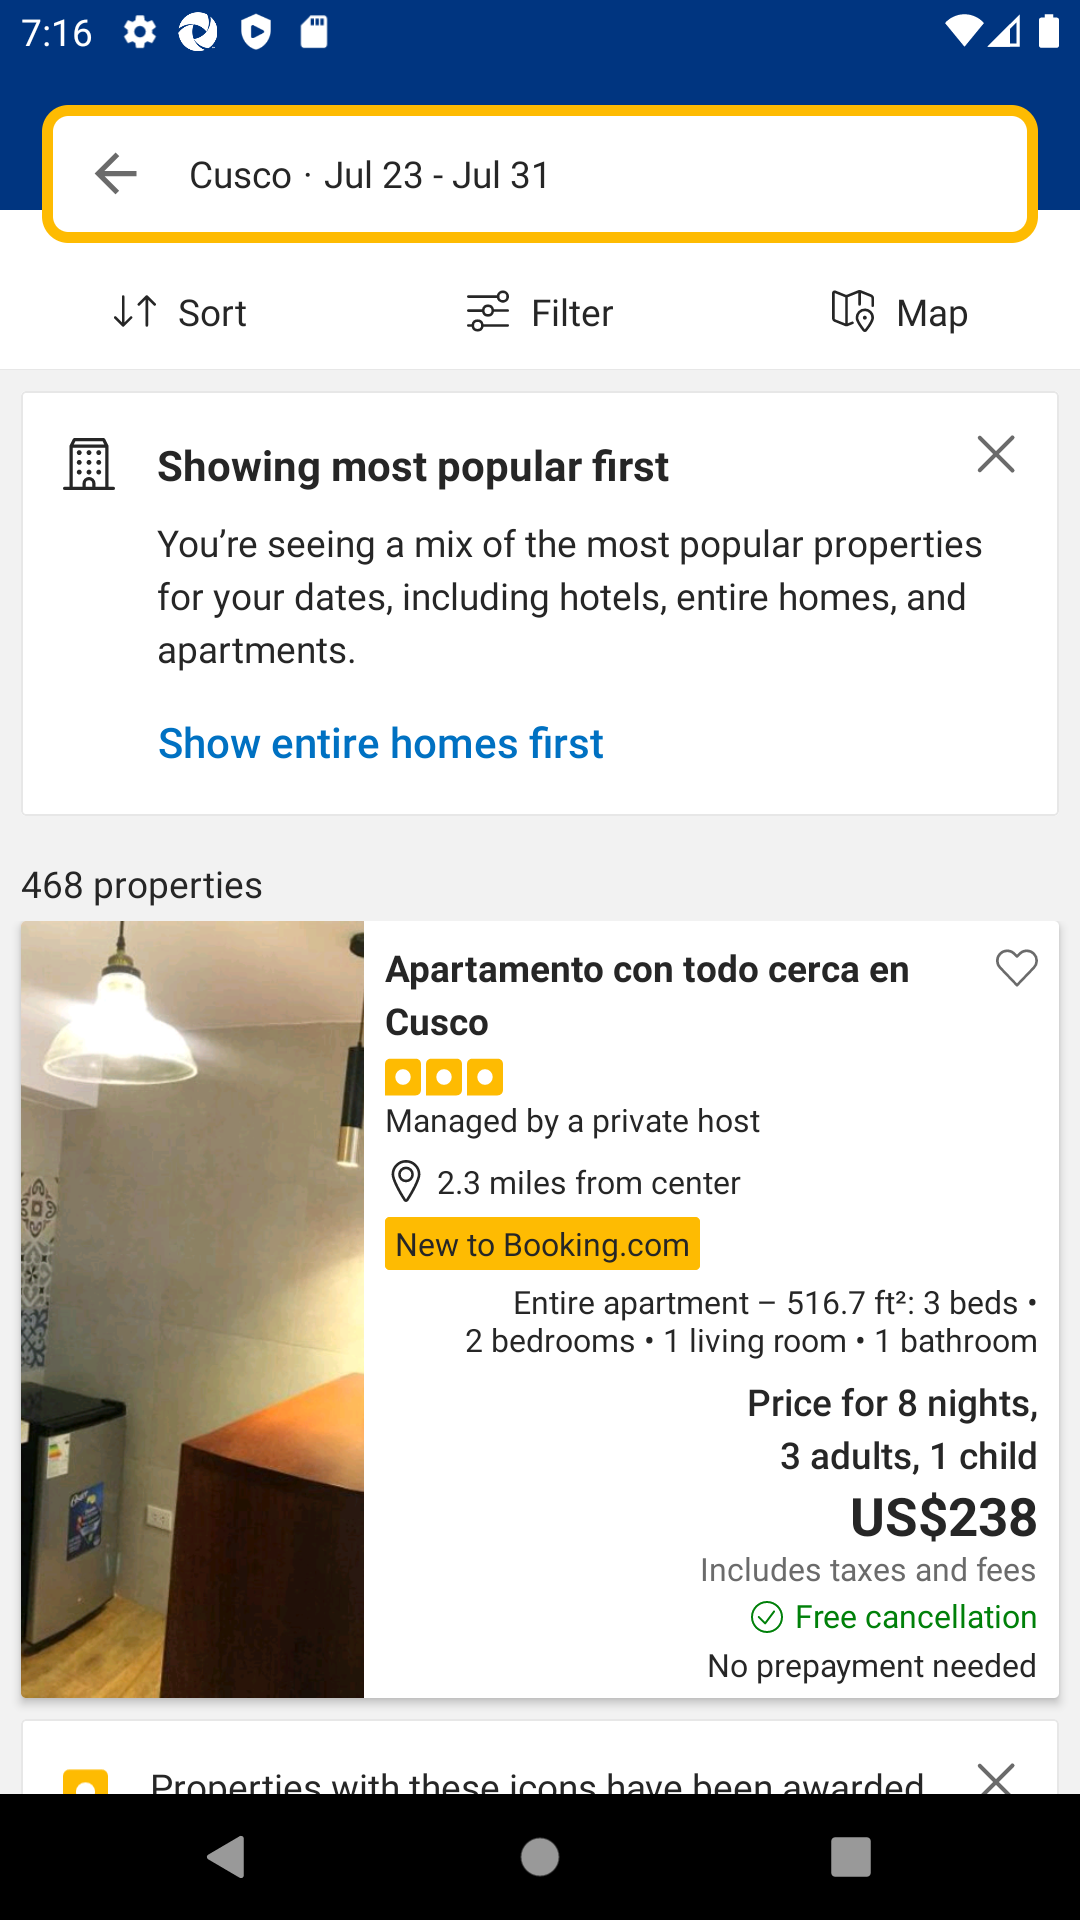 7:16
Cusco · Jul 23 - Jul 31
Sort
Filter
Map
Showing most popular first
You’re seeing a mix of the most popular properties
for your dates, including hotels, entire homes, and
apartments.
Show entire homes first
468 properties
Apartamento con todo cerca en
Cusco
Managed by a private host
2.3 miles from center
New to Booking.com
Entire apartment – 516.7 ft²: 3 beds •
2 bedrooms • 1 living room • 1 bathroom
Price for 8 nights,
3 adults, 1 child
US$238
Includes taxes and fees
Free cancellation
No prepayment needed
Properties with these icons have been awarded